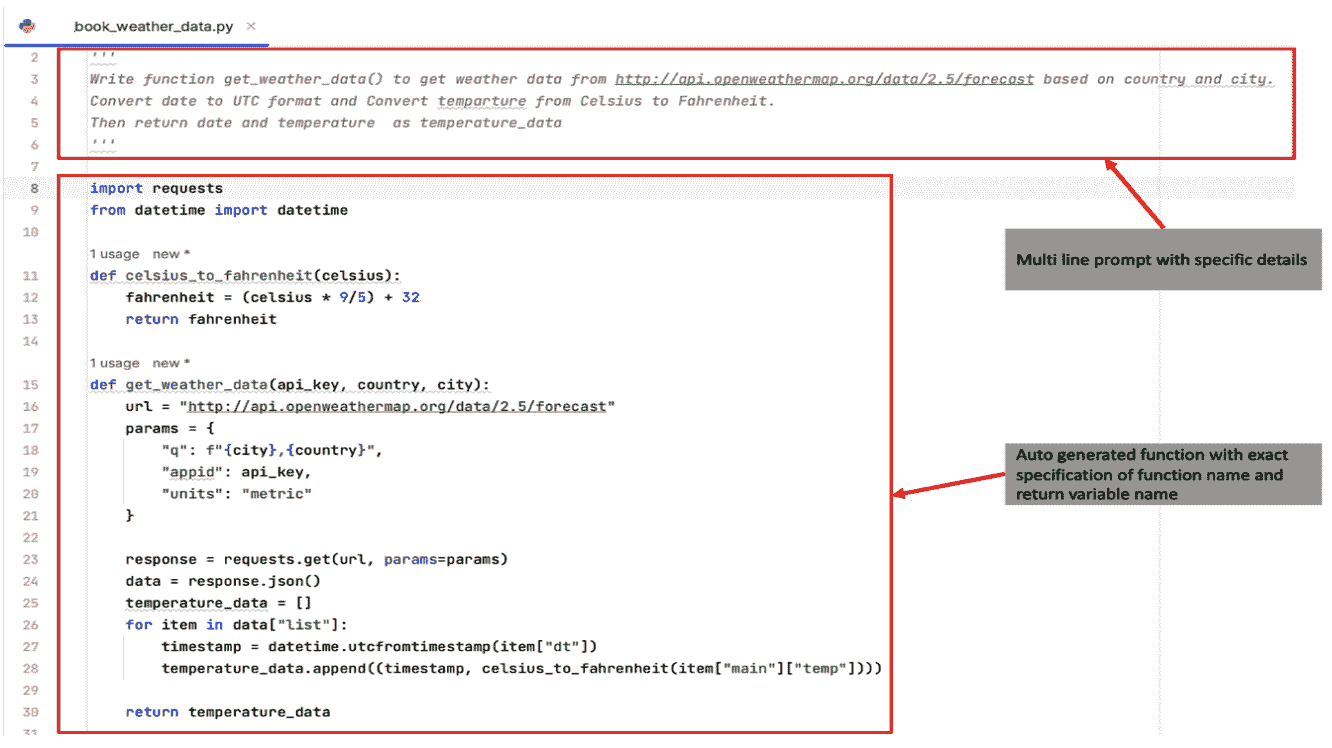 book_weather_data.py ×
2 '''
3 Write function get_weather_data() to get weather data from http://api.openweathermap.org/data/2.5/forecast based on country and city.
4 Convert date to UTC format and Convert temparture from Celsius to Fahrenheit.
5 Then return date and temperature as temperature_data
6 '''
7
8 import requests
9 from datetime import datetime
10
1 usage new *
11 def celsius_to_fahrenheit(celsius):
12 fahrenheit = (celsius * 9/5) + 32
13 return fahrenheit
14
1 usage new *
15 def get_weather_data(api_key, country, city):
16 url = "http://api.openweathermap.org/data/2.5/forecast"
17 params = {
18 "q": f"{city},{country}",
19 "appid": api_key,
20 "units": "metric"
21 }
22
23 response = requests.get(url, params=params)
24 data = response.json()
25 temperature_data = []
26 for item in data["list"]:
27 timestamp = datetime.utcfromtimestamp(item["dt"])
28 temperature_data.append((timestamp, celsius_to_fahrenheit(item["main"]["temp"])))
29
30 return temperature_data
31
Multi line prompt with specific details
Auto generated function with exact
specification of function name and
return variable name